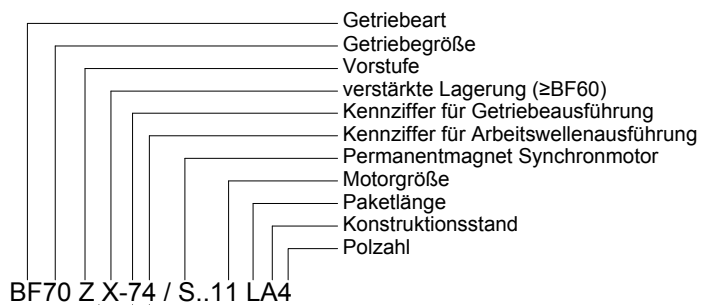 Getriebeart
Getriebegröße
Vorstufe
verstärkte Lagerung (≥BF60)
Kennziffer für Getriebeausführung
Kennziffer für Arbeitswellenausführung
Permanentmagnet Synchronmotor
Motorgröße
Paketlänge
Konstruktionsstand
Polzahl
BF70 Z X-74 / S..11 LA4